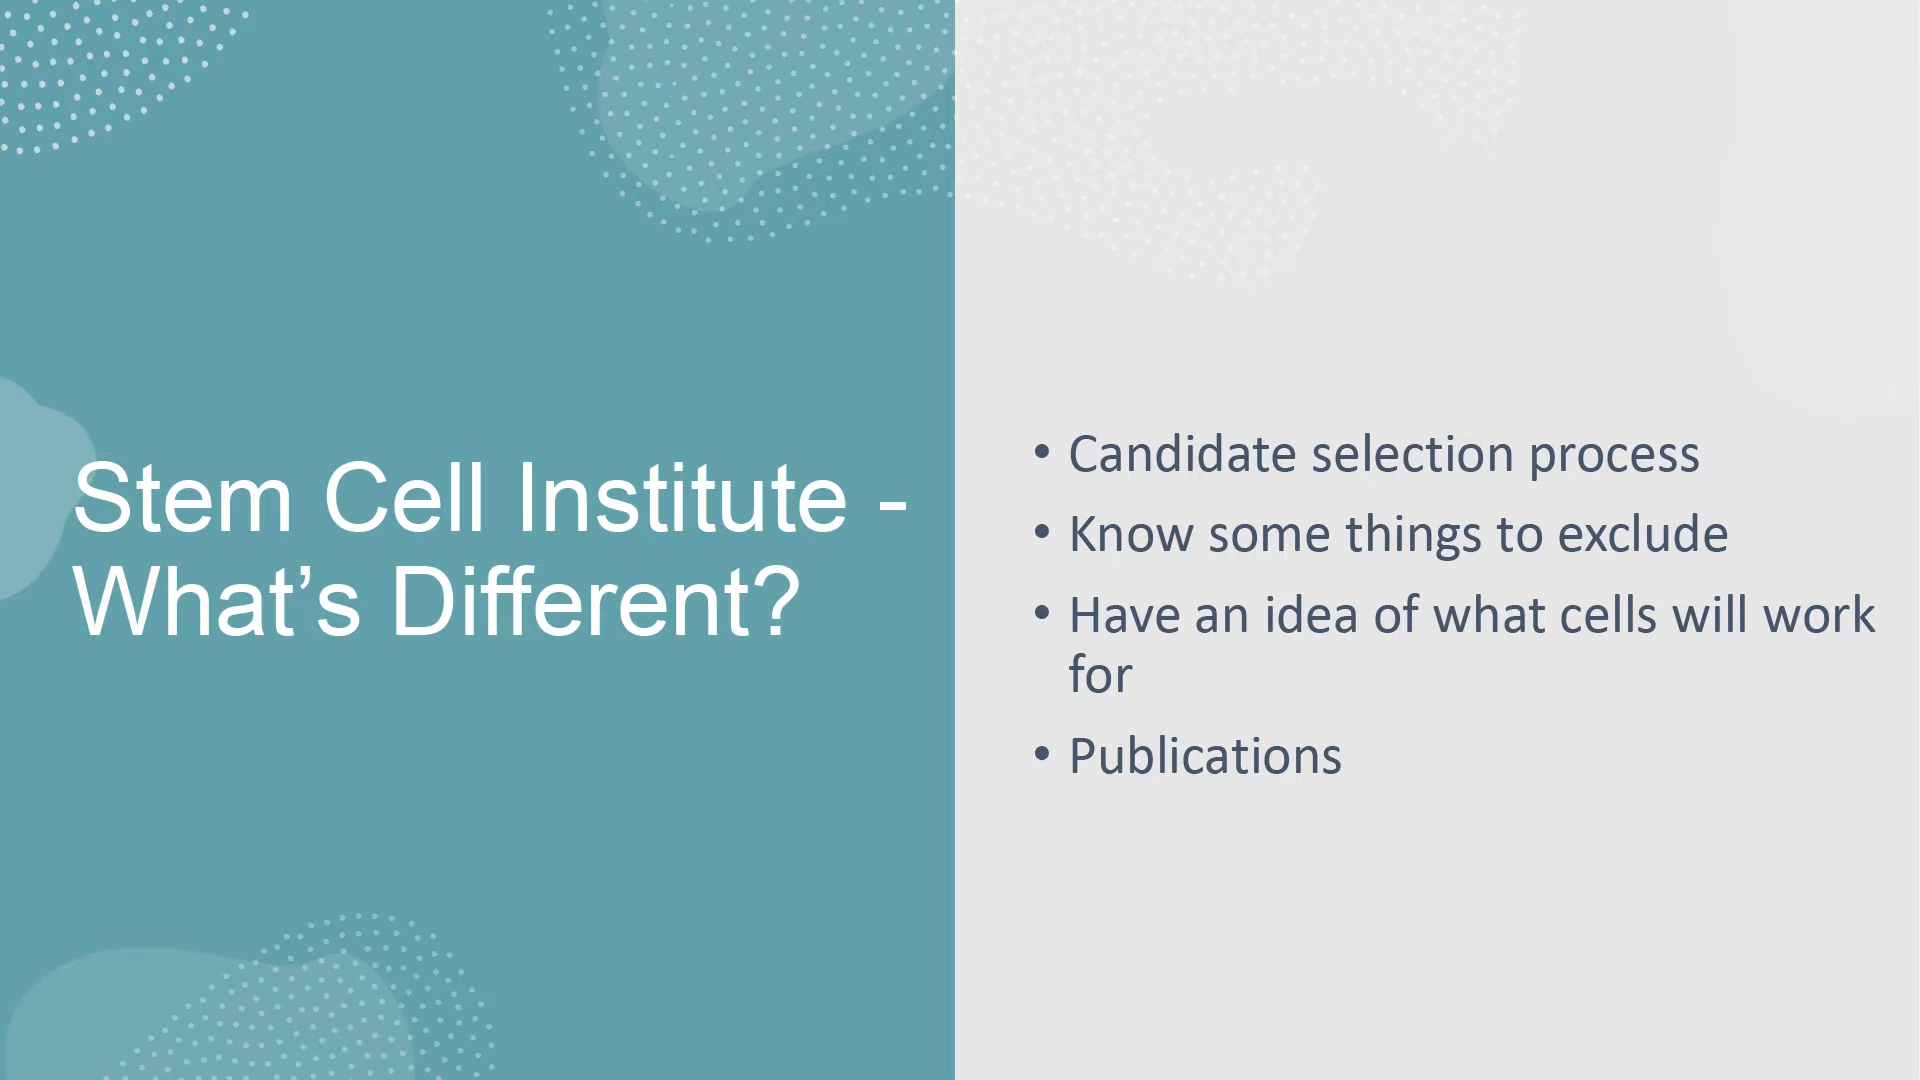 Stem Cell Institute -
What’s Different?
• Candidate selection process
• Know some things to exclude
• Have an idea of what cells will work
for
• Publications